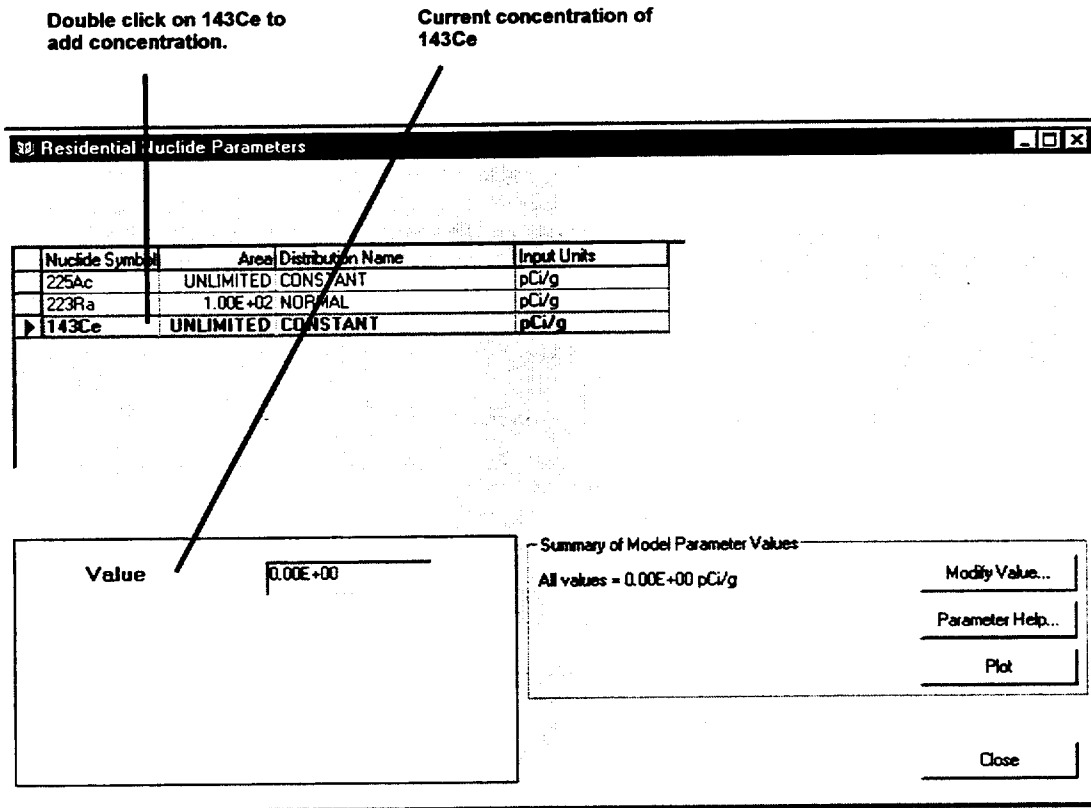 Double click on 143Ce to
add concentration.
Current concentration of
143Ce
Residential Nuclide Parameters
Nuclide Symbol Area Distribution Name Input Units
225Ac UNLIMITED CONSTANT pCi/g
223Ra 1.00E+02 NORMAL pCi/g
143Ce UNLIMITED CONSTANT pCi/g
Value 0.00E+00
Summary of Model Parameter Values
All values = 0.00E+00 pCi/g
Modify Value...
Parameter Help...
Plot
Close